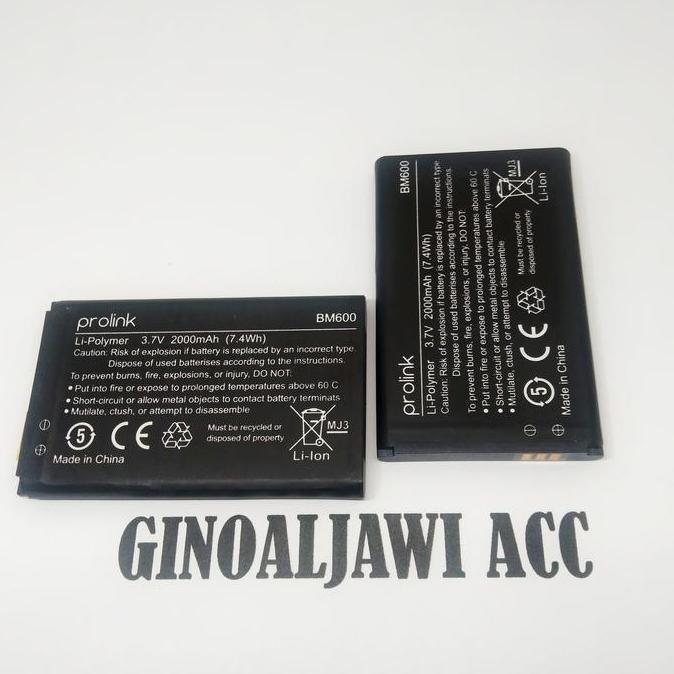 prolink BM600
Li-Polymer 3.7V 2000mAh (7.4Wh)
Caution: Risk of explosion if battery is replaced by an incorrect type.
Dispose of used batterises according to the instructions.
To prevent burns, fire, explosions, or injury, DO NOT:
• Put into fire or expose to prolonged temperatures above 60 C
• Short-circuit or allow metal objects to contact battery terminats
• Mutilate, ctush, or attempt to disassemble
5 CE Must be recycled or
disposed of property
MJ3
Li-Ion
Made in China
prolink BM600
Li-Polymer 3.7V 2000mAh (7.4Wh)
Caution: Risk of explosion if battery is replaced by an incorrect type.
Dispose of used batterises according to the instructions.
To prevent burns, fire, explosions, or injury, DO NOT:
• Put into fire or expose to prolonged temperatures above 60 C
• Short-circuit or allow metal objects to contact battery terminats
• Mutilate, ctush, or attempt to disassemble
5 CE Must be recycled or
disposed of property
MJ3
Li-Ion
Made in China
GINOALJAWI ACC